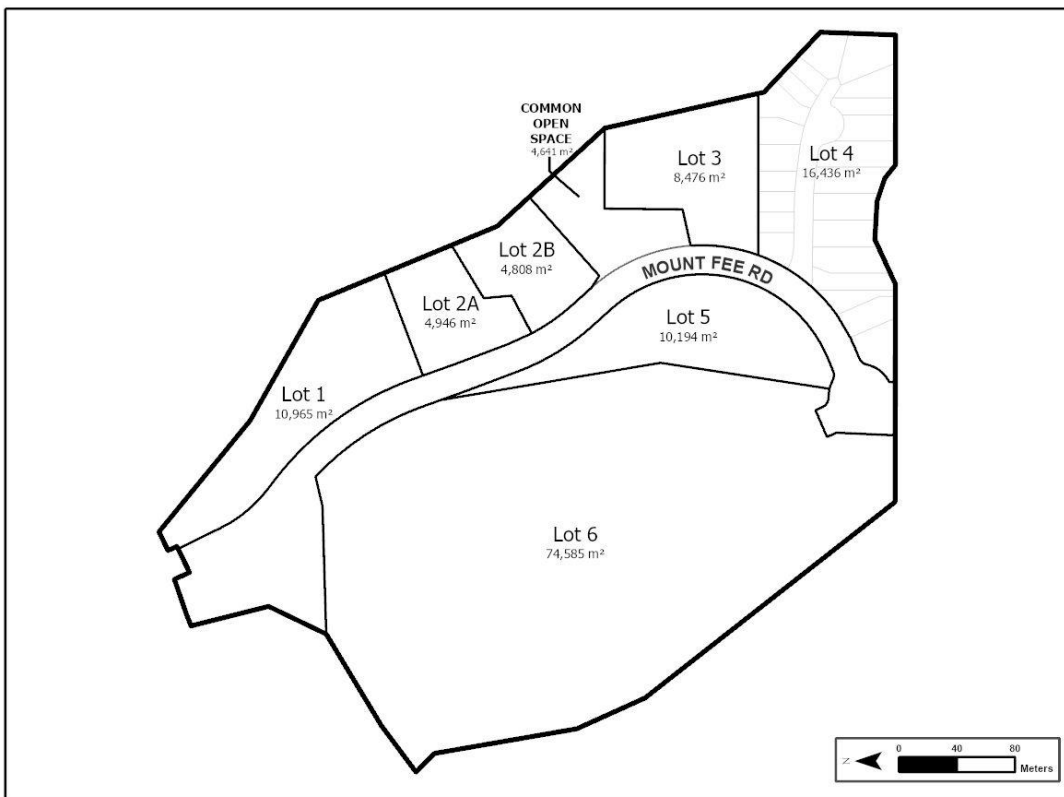 COMMON
OPEN
SPACE
4,641 m²
Lot 3
8,476 m²
Lot 4
16,436 m²
Lot 2B
4,808 m²
MOUNT FEE RD
Lot 2A
4,946 m²
Lot 5
10,194 m²
Lot 1
10,965 m²
Lot 6
74,585 m²
Z
0 40 80
Meters